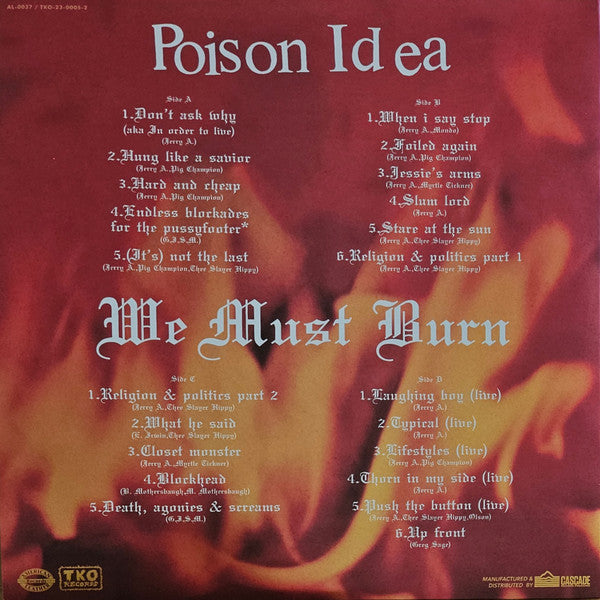 AL-0037 / TKO-23-0005-2
Poison Idea
Side A
1.Don't ask why
(aka In order to live)
(Jerry A.)
2.Hung like a savior
(Jerry A.,Pig Champion)
3.Hard and cheap
(Jerry A.,Pig Champion)
4.Endless blockades
for the pussyfooter*
(G.I.S.M.)
5.(It's) not the last
(Jerry A.,Pig Champion,Thee Slayer Hippy)
Side B
1.When i say stop
(Jerry A.,Mondo)
2.Foiled again
(Jerry A.,Pig Champion)
3.Jessie's arms
(Jerry A.,Myrtle Tickner)
4.Slum lord
(Jerry A.)
5.Stare at the sun
(Jerry A.,Thee Slayer Hippy)
6.Religion & politics part 1
(Jerry A.,Thee Slayer Hippy)
We Must Burn
Side C
1.Religion & politics part 2
(Jerry A.,Thee Slayer Hippy)
2.What he said
(E. Irwin,Thee Slayer Hippy)
3.Closet monster
(Jerry A.,Myrtle Tickner)
4.Blockhead
(B. Mothersbaugh,M. Mothersbaugh)
5.Death, agonies & screams
(G.I.S.M.)
Side D
1.Laughing boy (live)
(Jerry A.)
2.Typical (live)
(Jerry A.)
3.Lifestyles (live)
(Jerry A.,Pig Champion)
4.Thorn in my side (live)
(Jerry A.)
5.Push the button (live)
(Jerry A.,Thee Slayer Hippy,Olson)
6.Up front
(Greg Sage)
AMERICAN
Records
LEATHER
TKO
RECORDS
MANUFACTURED &
DISTRIBUTED BY
CASCADE